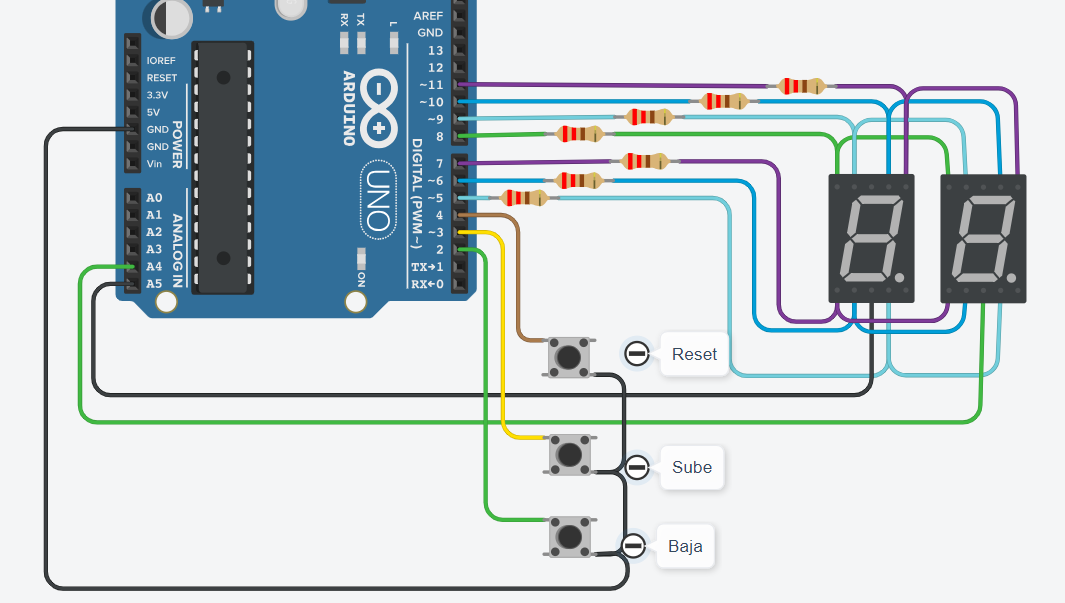 RX
TX
L
AREF
GND
13
12
~11
~10
~9
8
7
~6
~5
4
~3
2
TX→1
RX←0
DIGITAL (PWM~)
IOREF
RESET
3.3V
5V
GND
GND
Vin
POWER
A0
A1
A2
A3
A4
A5
ANALOG IN
ARDUINO
UNO
ON
Reset
Sube
Baja